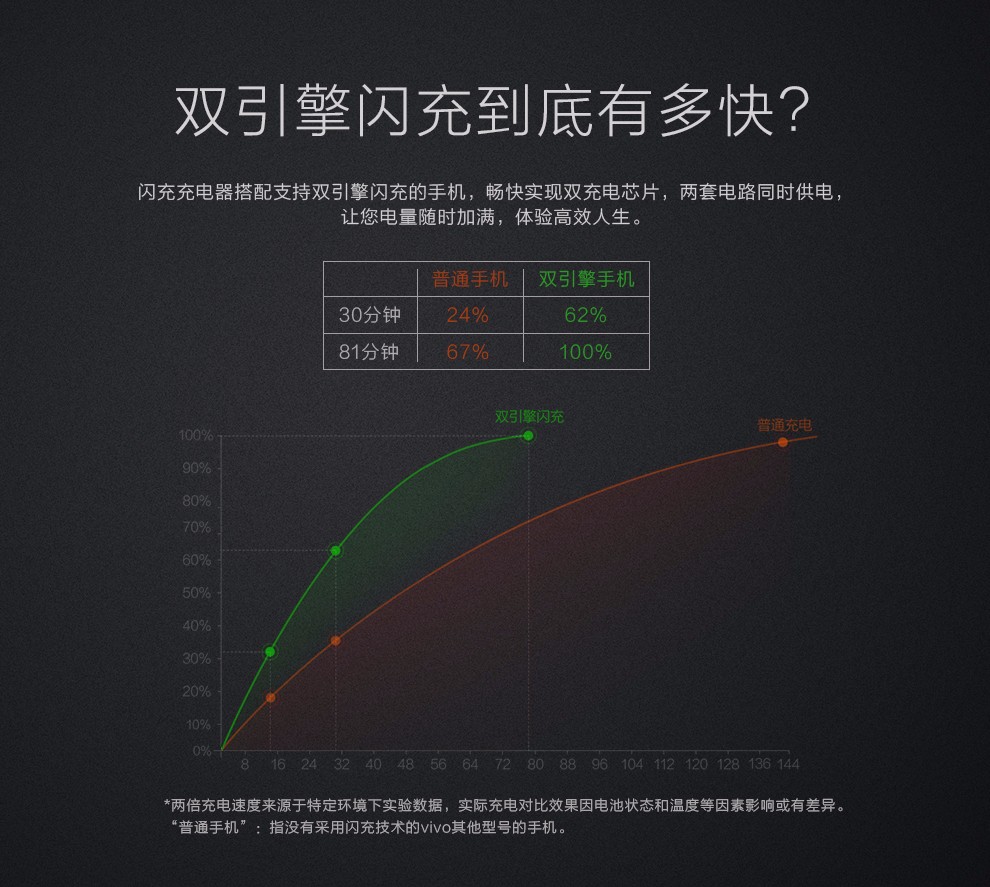 双引擎闪充到底有多快?
闪充充电器搭配支持双引擎闪充的手机，畅快实现双充电芯片，两套电路同时供电，
让您电量随时加满，体验高效人生。
普通手机 双引擎手机
30分钟 24% 62%
81分钟 67% 100%
双引擎闪充
普通充电
100%
90%
80%
70%
60%
50%
40%
30%
20%
10%
0%
8 16 24 32 40 48 56 64 72 80 88 96 104 112 120 128 136 144
*两倍充电速度来源于特定环境下实验数据，实际充电对比效果因电池状态和温度等因素影响或有差异。
“普通手机”：指没有采用闪充技术的vivo其他型号的手机。